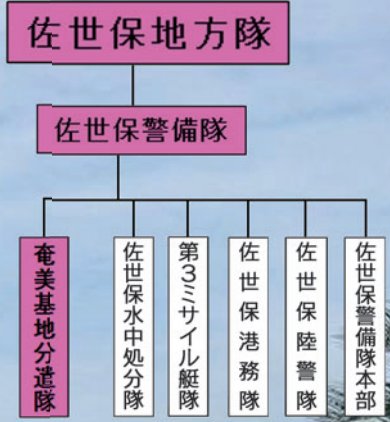 佐世保地方隊
佐世保警備隊
奄美基地分遣隊
佐世保水中処分隊
第3ミサイル艇隊
佐世保港務隊
佐世保陸警隊
佐世保警備隊本部